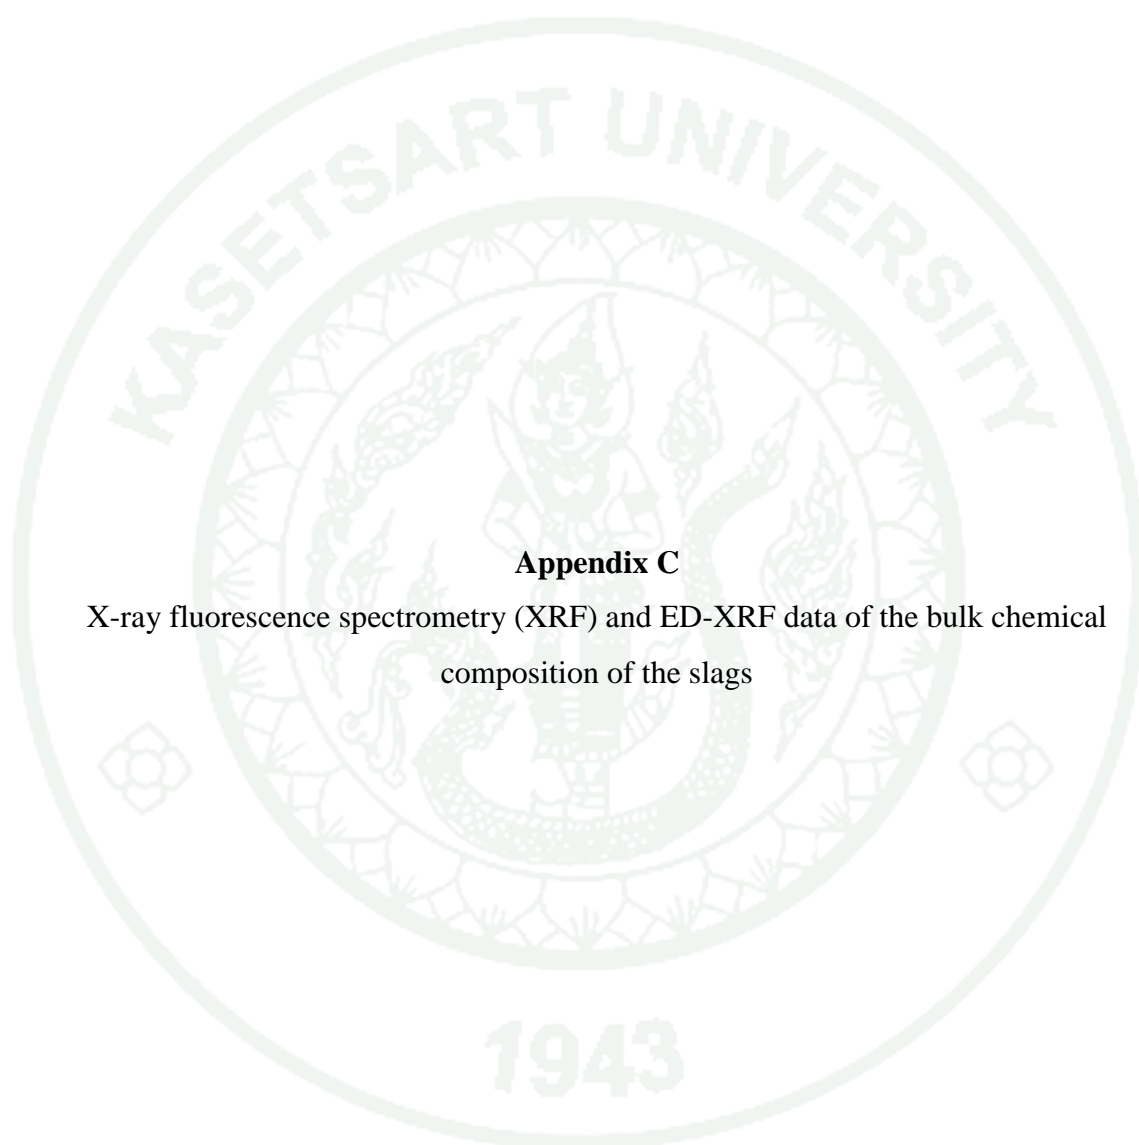 KASETSART UNIVERSITY
Appendix C
X-ray fluorescence spectrometry (XRF) and ED-XRF data of the bulk chemical
composition of the slags
1943